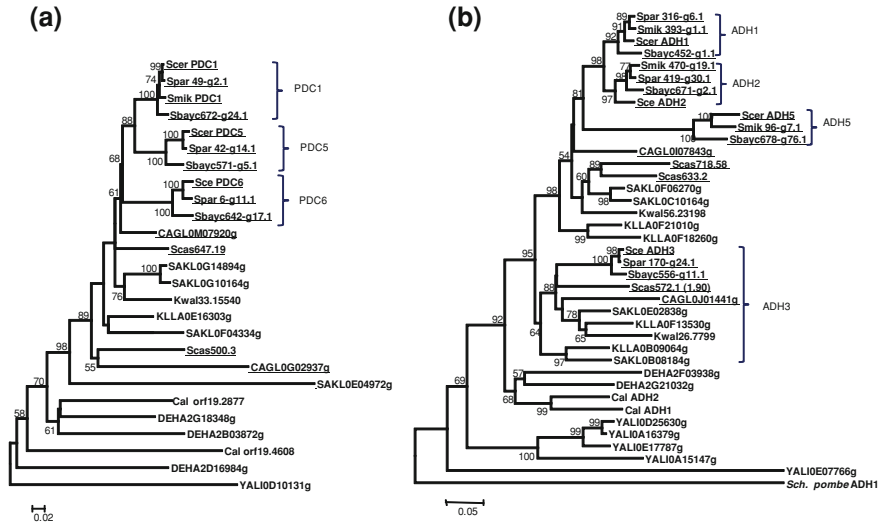 (a)
99
Scer PDC1
74
Spar 49-g2.1
100
Smik PDC1
Sbayc672-g24.1
PDC1
88
100
Scer PDC5
Spar 42-g14.1
100
Sbayc571-g5.1
PDC5
68
100
Sce PDC6
Spar 6-g11.1
100
Sbayc642-g17.1
PDC6
61
CAGL0M07920g
Scas647.19
100
SAKL0G14894g
SAKL0G10164g
76
Kwal33.15540
89
KLLA0E16303g
SAKL0F04334g
98
Scas500.3
55
CAGL0G02937g
SAKL0E04972g
70
Cal orf19.2877
DEHA2G18348g
61
DEHA2B03872g
58
Cal orf19.4608
DEHA2D16984g
YALI0D10131g
0.02
(b)
89
Spar 316-g6.1
91
Smik 393-g1.1
92
Scer ADH1
Sbayc452-g1.1
ADH1
98
77
Smik 470-g19.1
98
Spar 419-g30.1
Sbayc671-g2.1
97
Sce ADH2
ADH2
81
100
Scer ADH5
Smik 96-g7.1
100
Sbayc678-g76.1
ADH5
54
CAGL0I07843g
89
Scas718.58
60
Scas633.2
SAKL0F06270g
98
SAKL0C10164g
Kwal56.23198
98
KLLA0F21010g
99
KLLA0F18260g
95
98
Sce ADH3
Spar 170-g24.1
100
Sbayc556-g11.1
88
Scas572.1 (1.90)
CAGL0J01441g
78
SAKL0E02838g
KLLA0F13530g
65
Kwal26.7799
64
KLLA0B09064g
97
SAKL0B08184g
ADH3
92
57
DEHA2F03938g
DEHA2G21032g
68
Cal ADH2
99
Cal ADH1
69
99
YALI0D25630g
99
YALI0A16379g
YALI0E17787g
100
YALI0A15147g
YALI0E07766g
Sch. pombe ADH1
0.05